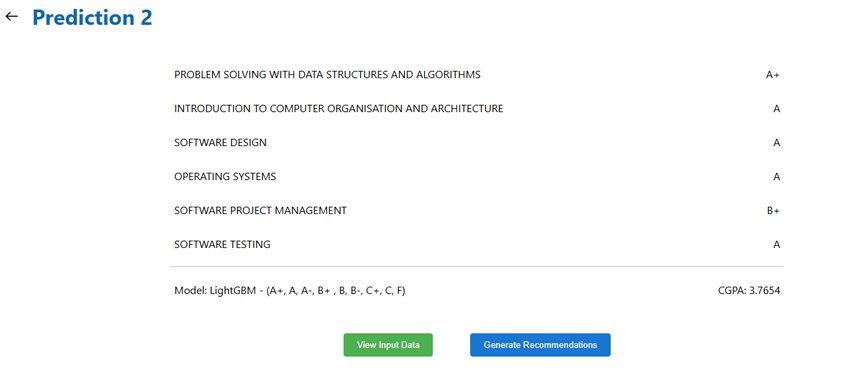 ← Prediction 2
PROBLEM SOLVING WITH DATA STRUCTURES AND ALGORITHMS A+
INTRODUCTION TO COMPUTER ORGANISATION AND ARCHITECTURE A
SOFTWARE DESIGN A
OPERATING SYSTEMS A
SOFTWARE PROJECT MANAGEMENT B+
SOFTWARE TESTING A
Model: LightGBM - (A+, A, A-, B+ , B, B-, C+, C, F) CGPA: 3.7654
View Input Data Generate Recommendations